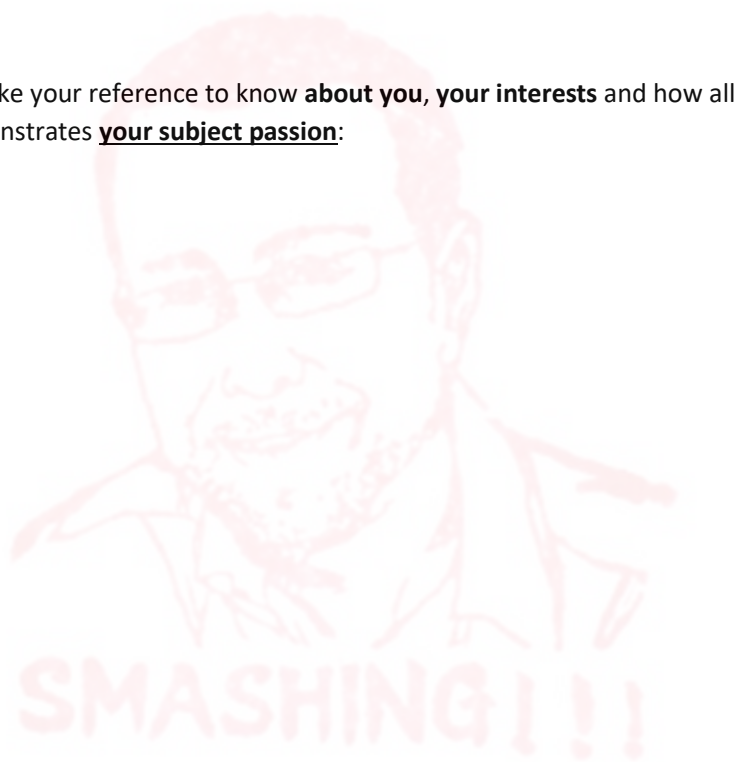 ke your reference to know about you, your interests and how all
nstrates your subject passion:
SMASHING!!!